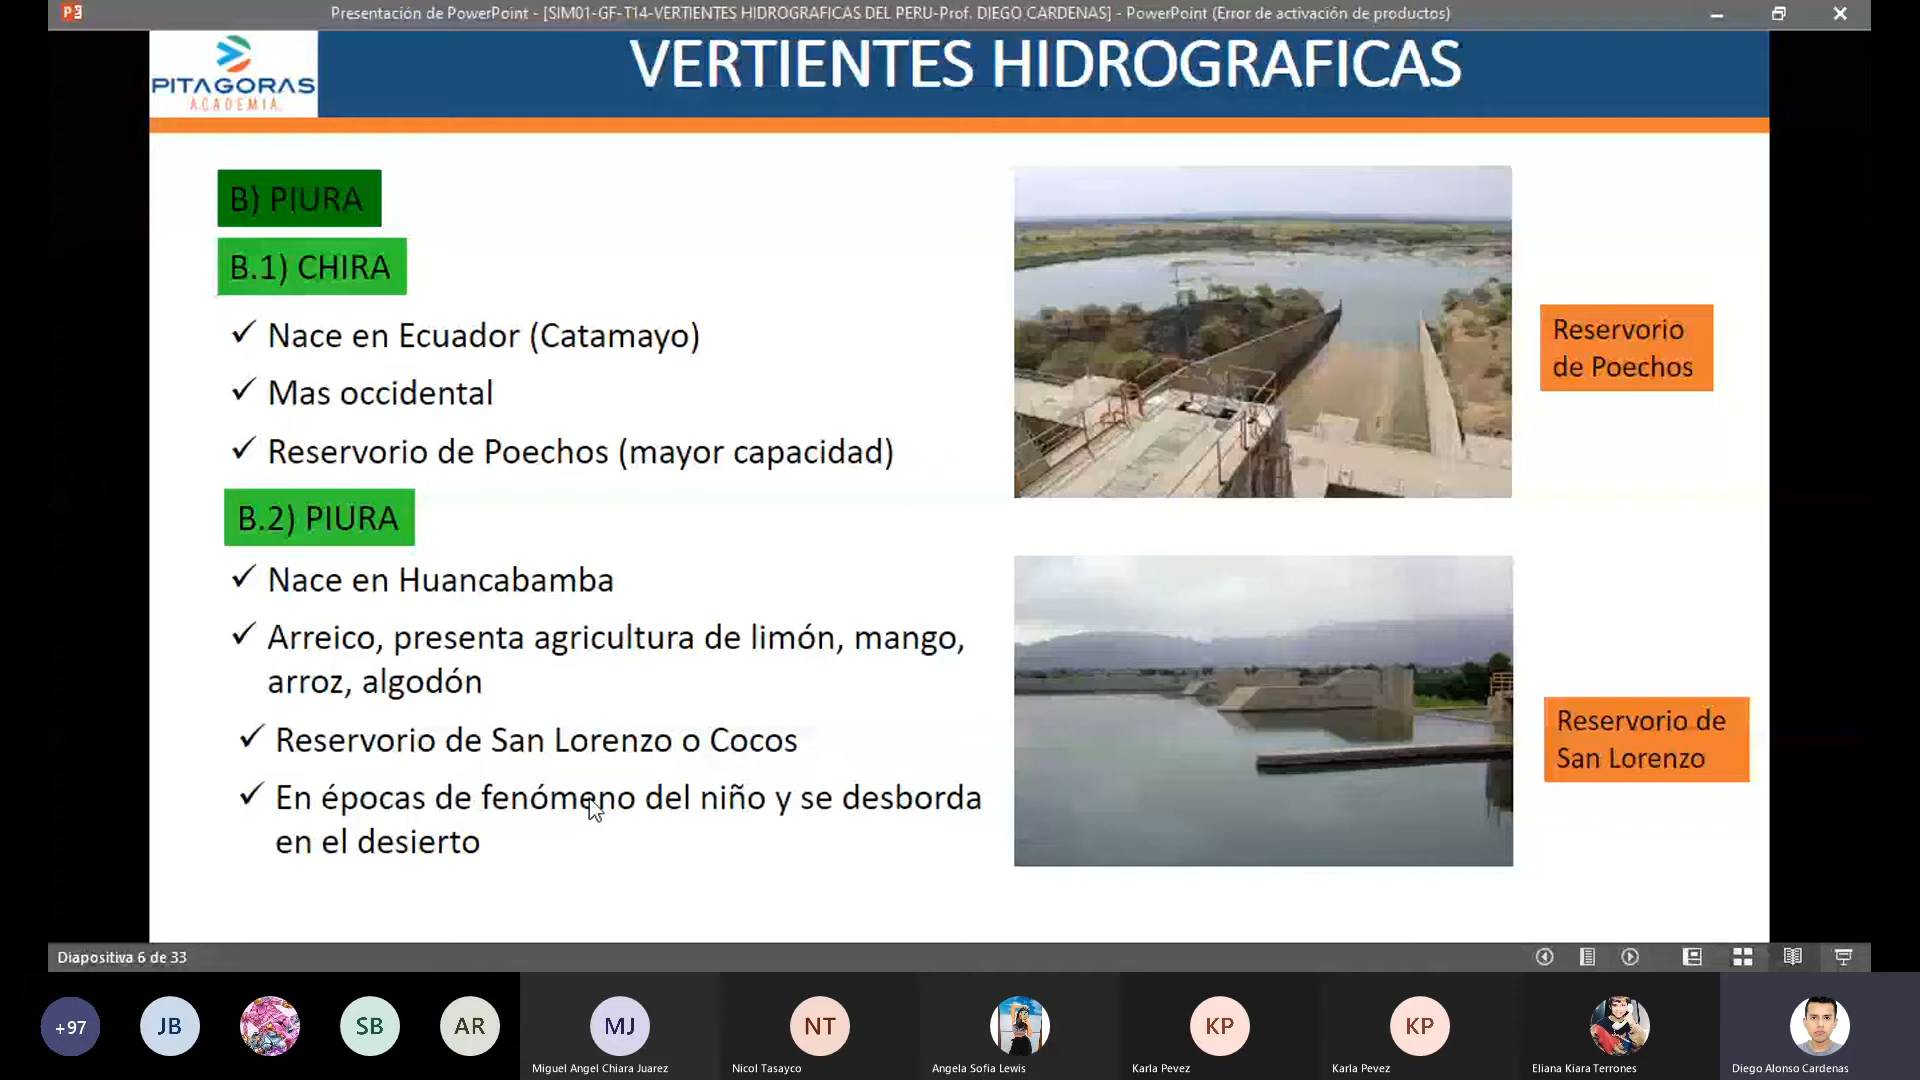 Presentación de PowerPoint - [SIM01-GF-T14-VERTIENTES HIDROGRAFICAS DEL PERU-Prof. DIEGO CARDENAS] - PowerPoint (Error de activación de productos)
PITAGORAS
ACADEMIA
VERTIENTES HIDROGRAFICAS
B) PIURA
B.1) CHIRA
✓ Nace en Ecuador (Catamayo)
✓ Mas occidental
✓ Reservorio de Poechos (mayor capacidad)
Reservorio
de Poechos
B.2) PIURA
✓ Nace en Huancabamba
✓ Arreico, presenta agricultura de limón, mango,
arroz, algodón
✓ Reservorio de San Lorenzo o Cocos
✓ En épocas de fenómeno del niño y se desborda
en el desierto
Reservorio de
San Lorenzo
Diapositiva 6 de 33
+97
JB
SB
AR
MJ
NT
KP
KP
Miguel Angel Chiara Juarez
Nicol Tasayco
Angela Sofia Lewis
Karla Pevez
Karla Pevez
Eliana Kiara Terrones
Diego Alonso Cardenas